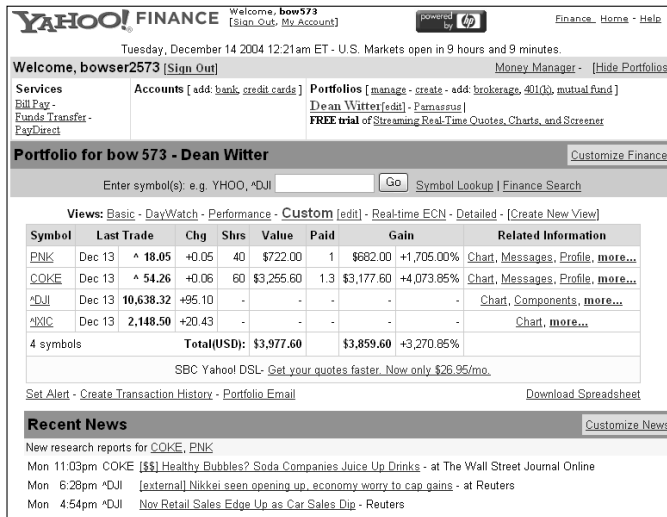 YAHOO! FINANCE Welcome, bow573 [Sign Out, My Account] powered by hp Finance Home - Help
Tuesday, December 14 2004 12:21am ET - U.S. Markets open in 9 hours and 9 minutes.
Welcome, bowser2573 [Sign Out] Money Manager - [Hide Portfolios
Services
Bill Pay -
Funds Transfer -
PayDirect
Accounts [ add: bank, credit cards ]
Portfolios [ manage - create - add: brokerage, 401(k), mutual fund ]
Dean Witter[edit] - Parnassus |
FREE trial of Streaming Real-Time Quotes, Charts, and Screener
Portfolio for bow 573 - Dean Witter Customize Finance
Enter symbol(s): e.g. YHOO, ^DJI Go Symbol Lookup | Finance Search
Views: Basic - DayWatch - Performance - Custom [edit] - Real-time ECN - Detailed - [Create New View]
Symbol Last Trade Chg Shrs Value Paid Gain Related Information
PNK Dec 13 ^ 18.05 +0.05 40 $722.00 1 $682.00 +1,705.00% Chart, Messages, Profile, more...
COKE Dec 13 ^ 54.26 +0.06 60 $3,255.60 1.3 $3,177.60 +4,073.85% Chart, Messages, Profile, more...
^DJI Dec 13 10,638.32 +95.10 - - - - - Chart, Components, more...
^IXIC Dec 13 2,148.50 +20.43 - - - - - Chart, more...
4 symbols Total(USD): $3,977.60 $3,859.60 +3,270.85%
SBC Yahoo! DSL- Get your quotes faster. Now only $26.95/mo.
Set Alert - Create Transaction History - Portfolio Email Download Spreadsheet
Recent News Customize News
New research reports for COKE, PNK
Mon 11:03pm COKE [$$] Healthy Bubbles? Soda Companies Juice Up Drinks - at The Wall Street Journal Online
Mon 6:28pm ^DJI [external] Nikkei seen opening up, economy worry to cap gains - at Reuters
Mon 4:54pm ^DJI Nov Retail Sales Edge Up as Car Sales Dip - Reuters